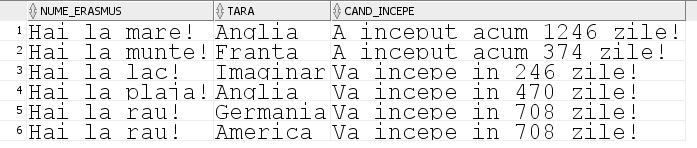 NUME_ERASMUS TARA CAND_INCEPE
1 Hai la mare! Anglia A inceput acum 1246 zile!
2 Hai la munte! Franta A inceput acum 374 zile!
3 Hai la lac! Imaginar Va incepe in 246 zile!
4 Hai la plaja! Anglia Va incepe in 470 zile!
5 Hai la rau! Germania Va incepe in 708 zile!
6 Hai la rau! America Va incepe in 708 zile!